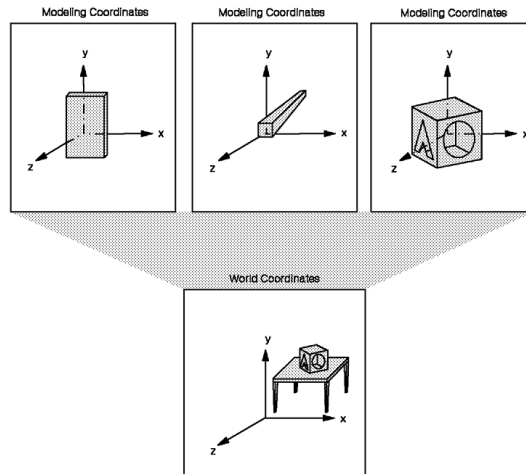 Modeling Coordinates
Modeling Coordinates
Modeling Coordinates
y
x
z
y
x
z
y
x
z
A
World Coordinates
y
x
z
A